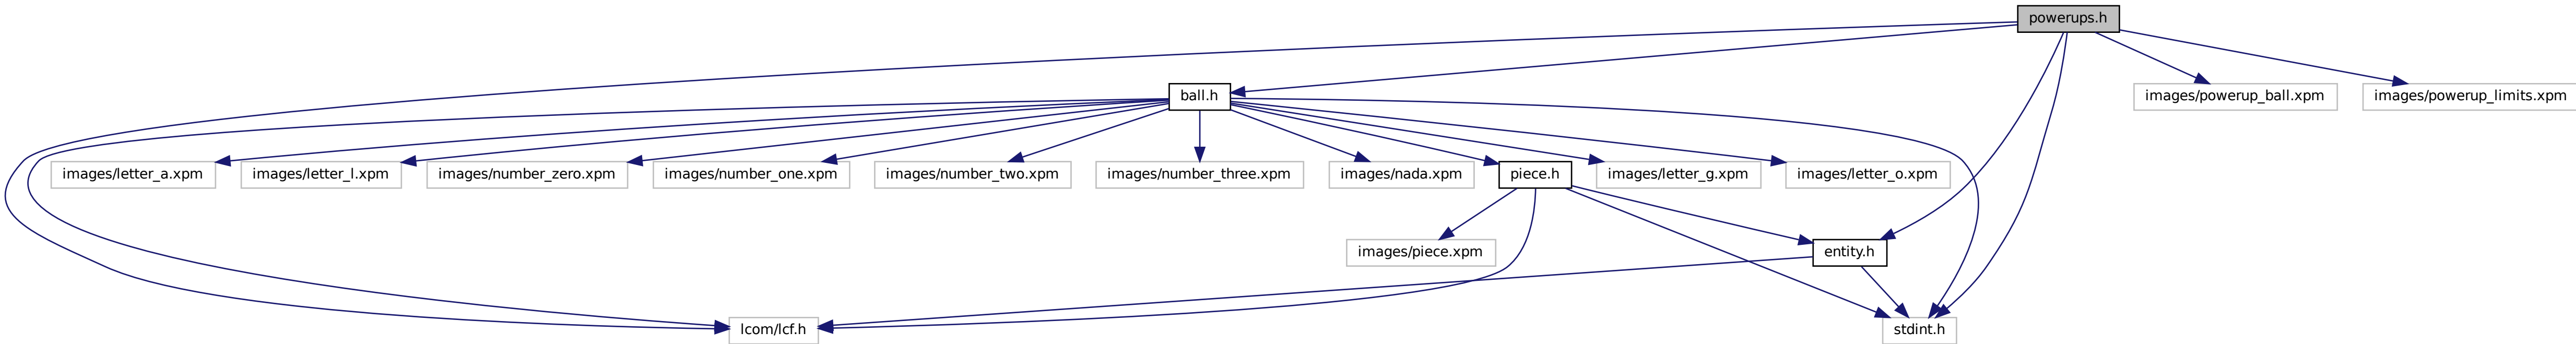 powerups.h
ball.h
images/powerup_ball.xpm
images/powerup_limits.xpm
images/letter_a.xpm
images/letter_l.xpm
images/number_zero.xpm
images/number_one.xpm
images/number_two.xpm
images/number_three.xpm
images/nada.xpm
piece.h
images/letter_g.xpm
images/letter_o.xpm
images/piece.xpm
entity.h
lcom/lcf.h
stdint.h